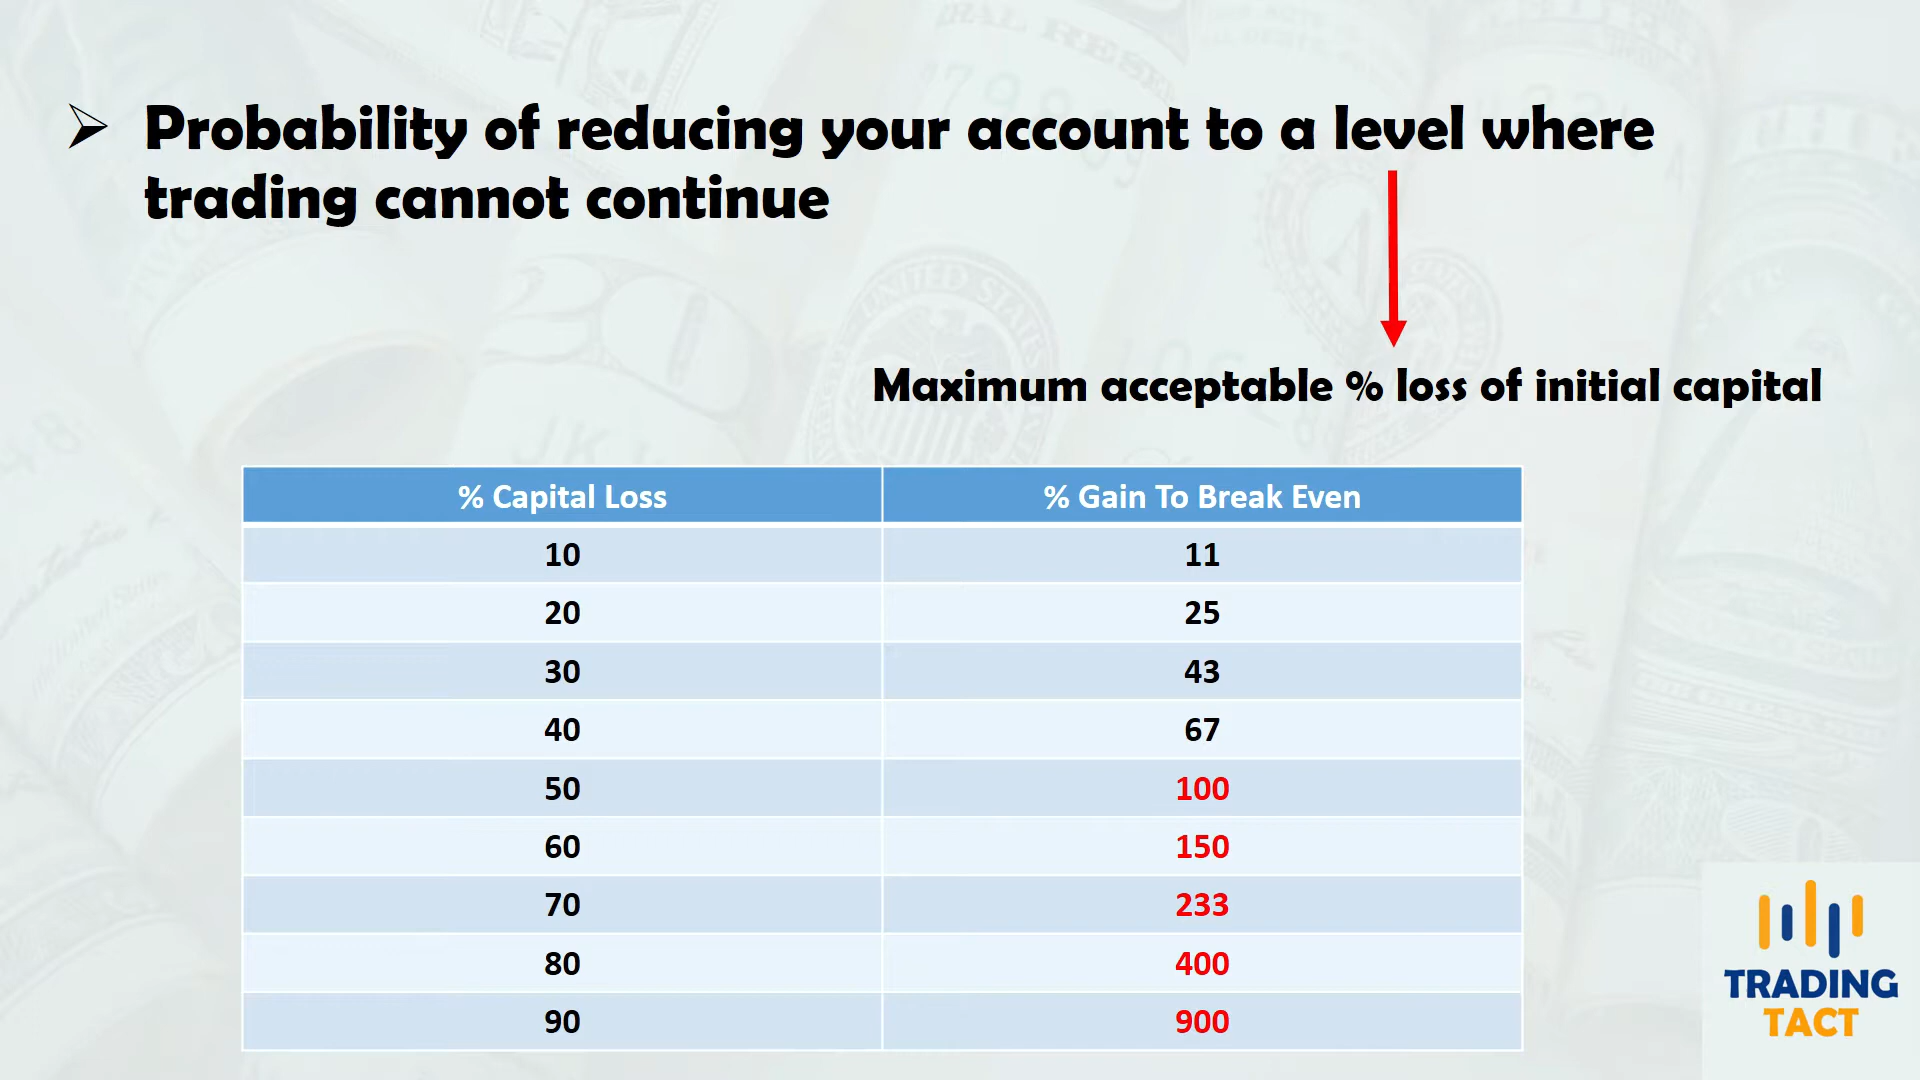 Probability of reducing your account to a level where
trading cannot continue
Maximum acceptable % loss of initial capital
% Capital Loss % Gain To Break Even
10 11
20 25
30 43
40 67
50 100
60 150
70 233
80 400
90 900
TRADING
TACT